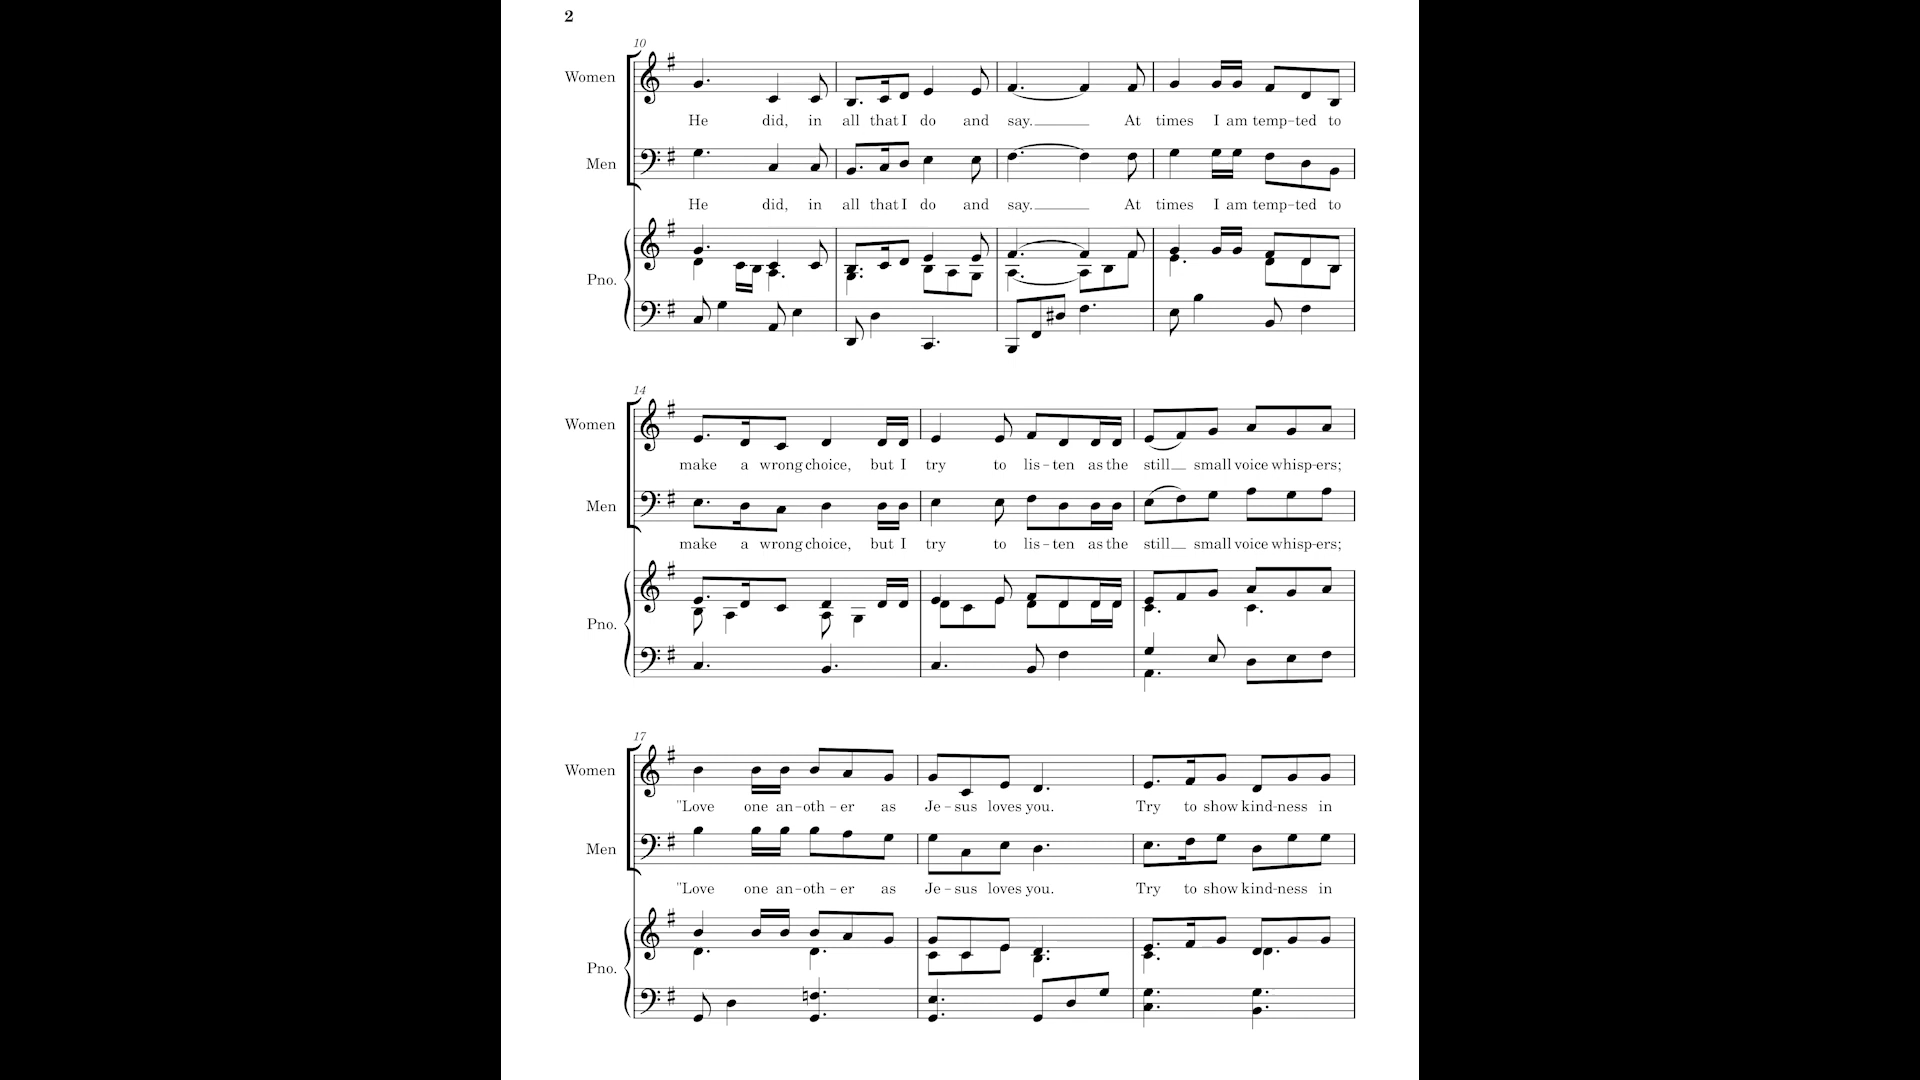 2
10
Women
He did, in all that I do and say. At times I am temp-ted to
Men
He did, in all that I do and say. At times I am temp-ted to
Pno.
14
Women
make a wrong choice, but I try to lis-ten as the still small voice whisp-ers;
Men
make a wrong choice, but I try to lis-ten as the still small voice whisp-ers;
Pno.
17
Women
"Love one an-oth-er as Je-sus loves you. Try to show kind-ness in
Men
"Love one an-oth-er as Je-sus loves you. Try to show kind-ness in
Pno.